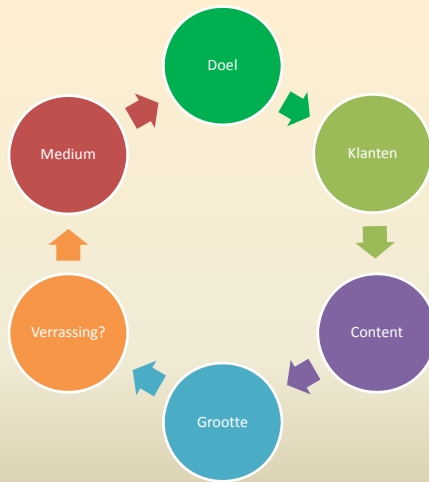 Doel
Klanten
Content
Grootte
Verrassing?
Medium